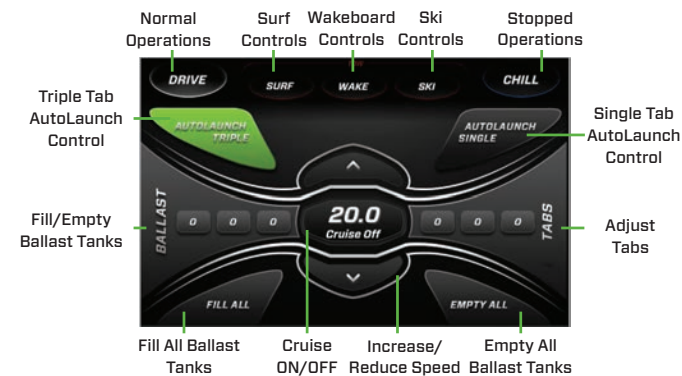 Normal
Operations
Surf
Controls
Wakeboard
Controls
Ski
Controls
Stopped
Operations
DRIVE
SURF
WAKE
SKI
CHILL
Triple Tab
AutoLaunch
Control
AUTOLAUNCH
TRIPLE
AUTOLAUNCH
SINGLE
Single Tab
AutoLaunch
Control
Fill/Empty
Ballast Tanks
BALLAST
0 0 0
20.0
Cruise Off
0 0 0
TABS
Adjust
Tabs
FILL ALL
EMPTY ALL
Fill All Ballast
Tanks
Cruise
ON/OFF
Increase/
Reduce Speed
Empty All
Ballast Tanks